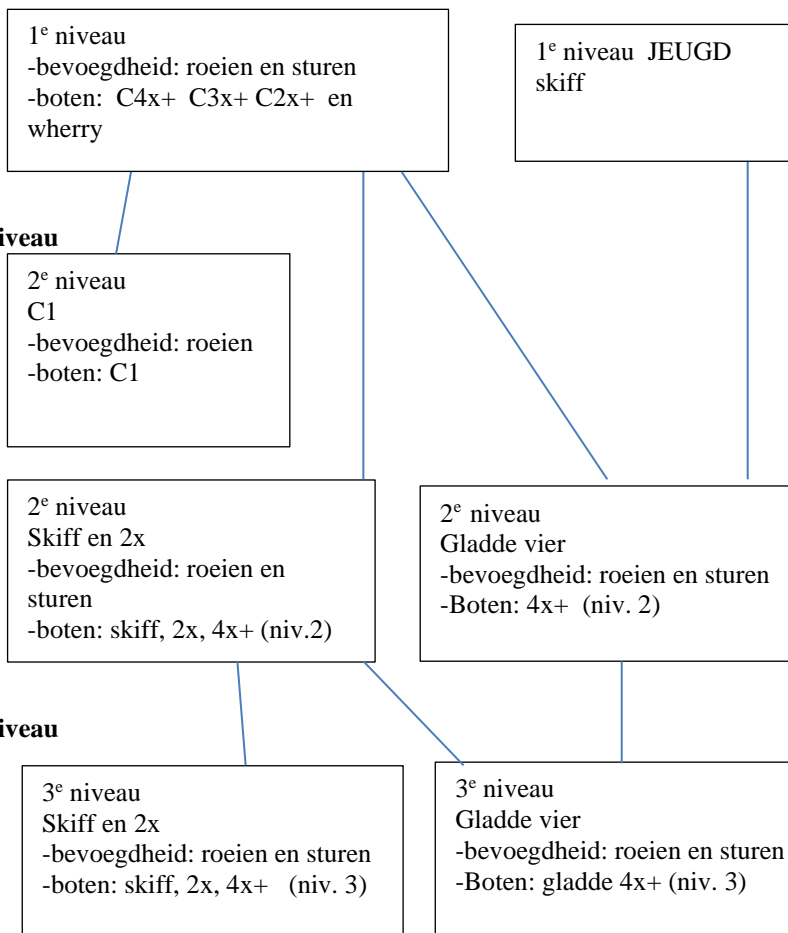 1e niveau
-bevoegdheid: roeien en sturen
-boten: C4x+ C3x+ C2x+ en
wherry
1e niveau JEUGD
skiff
iveau
2e niveau
C1
-bevoegdheid: roeien
-boten: C1
2e niveau
Skiff en 2x
-bevoegdheid: roeien en
sturen
-boten: skiff, 2x, 4x+ (niv.2)
2e niveau
Gladde vier
-bevoegdheid: roeien en sturen
-Boten: 4x+ (niv. 2)
iveau
3e niveau
Skiff en 2x
-bevoegdheid: roeien en sturen
-boten: skiff, 2x, 4x+ (niv. 3)
3e niveau
Gladde vier
-bevoegdheid: roeien en sturen
-Boten: gladde 4x+ (niv. 3)